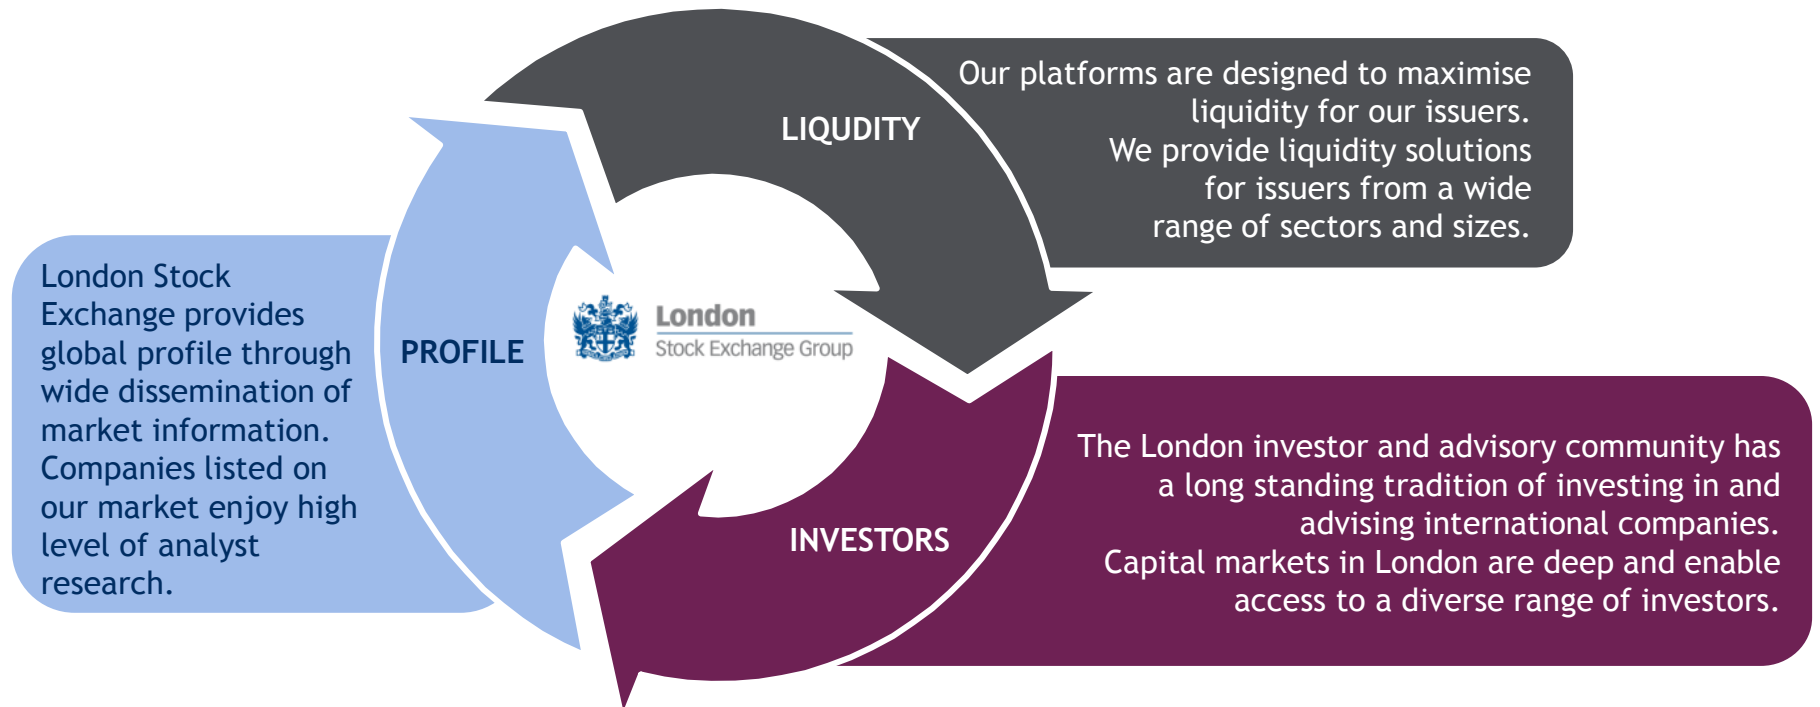 LIQUDITY
Our platforms are designed to maximise
liquidity for our issuers.
We provide liquidity solutions
for issuers from a wide
range of sectors and sizes.
London Stock
Exchange provides
global profile through
wide dissemination of
market information.
Companies listed on
our market enjoy high
level of analyst
research.
PROFILE
London
Stock Exchange Group
INVESTORS
The London investor and advisory community has
a long standing tradition of investing in and
advising international companies.
Capital markets in London are deep and enable
access to a diverse range of investors.